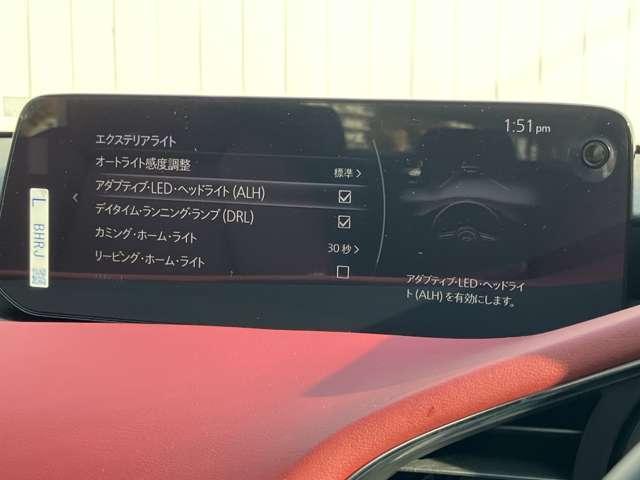 1:51 pm
エクステリアライト
オートライト感度調整 標準
アダプティブ・LED・ヘッドライト(ALH)
デイタイム・ランニング・ランプ(DRL)
カミング・ホーム・ライト 30 秒
リービング・ホーム・ライト
アダプティブ・LED・ヘッドライ
ト(ALH)を有効にします。
L BHRJ